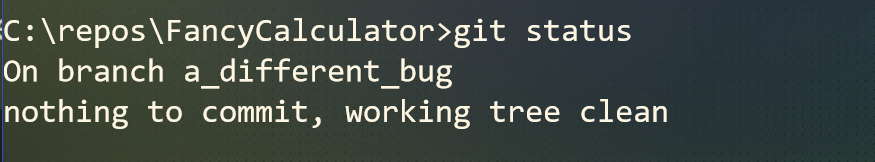 C:\repos\FancyCalculator>git status
On branch a_different_bug
nothing to commit, working tree clean